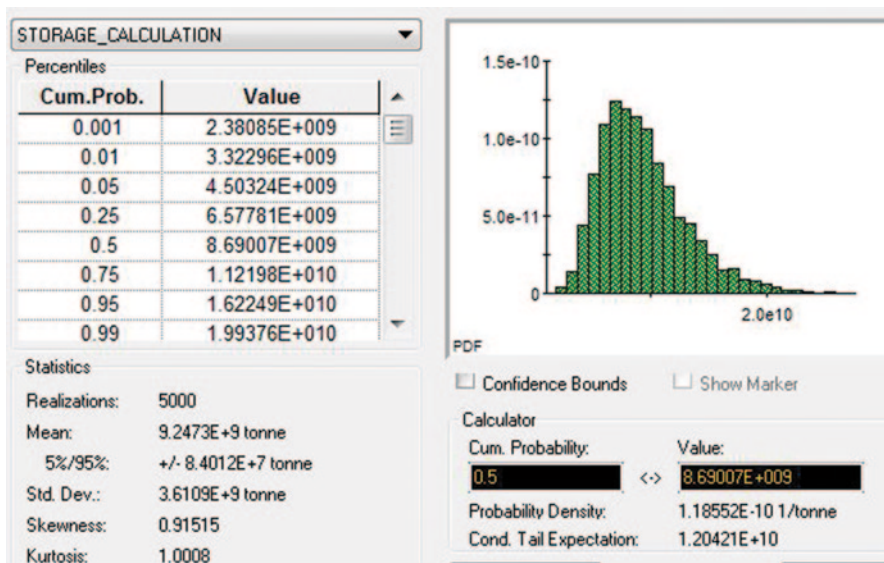 STORAGE_CALCULATION
Percentiles
Cum.Prob. Value
0.001 2.38085E+009
0.01 3.32296E+009
0.05 4.50324E+009
0.25 6.57781E+009
0.5 8.69007E+009
0.75 1.12198E+010
0.95 1.62249E+010
0.99 1.99376E+010
Statistics
Realizations: 5000
Mean: 9.2473E+9 tonne
5%/95%: +/- 8.4012E+7 tonne
Std. Dev.: 3.6109E+9 tonne
Skewness: 0.91515
Kurtosis: 1.0008
1.5e-10
1.0e-10
5.0e-11
0
2.0e10
PDF
Confidence Bounds Show Marker
Calculator
Cum. Probability: Value:
0.5 <-> 8.69007E+009
Probability Density: 1.18552E-10 1/tonne
Cond. Tail Expectation: 1.20421E+10